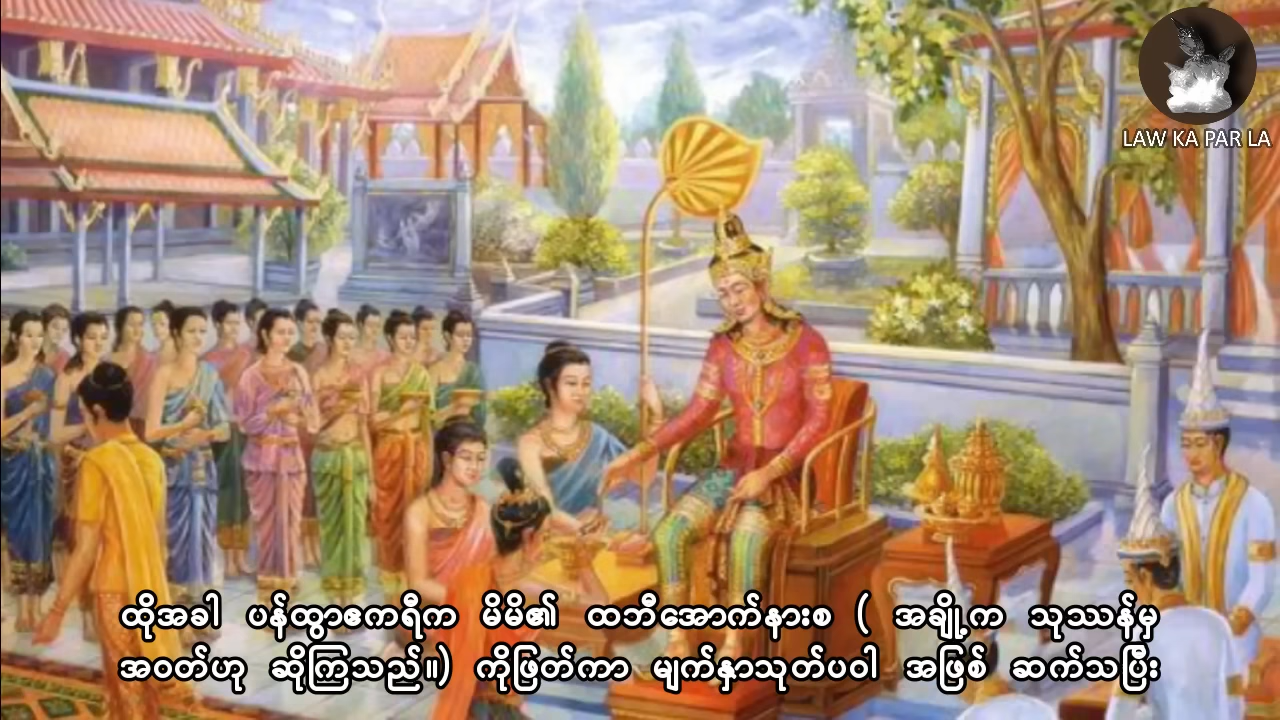 LAW KA PAR LA
ထိုအခါ ပန်ထွာဧကရီက မိမိ၏ ထဘီအောက်နားစ ( အချို့က သုဿန်မှ
အဝတ်ဟု ဆိုကြသည်။) ကိုဖြတ်ကာ မျက်နှာသုတ်ပဝါ အဖြစ် ဆက်သပြီး